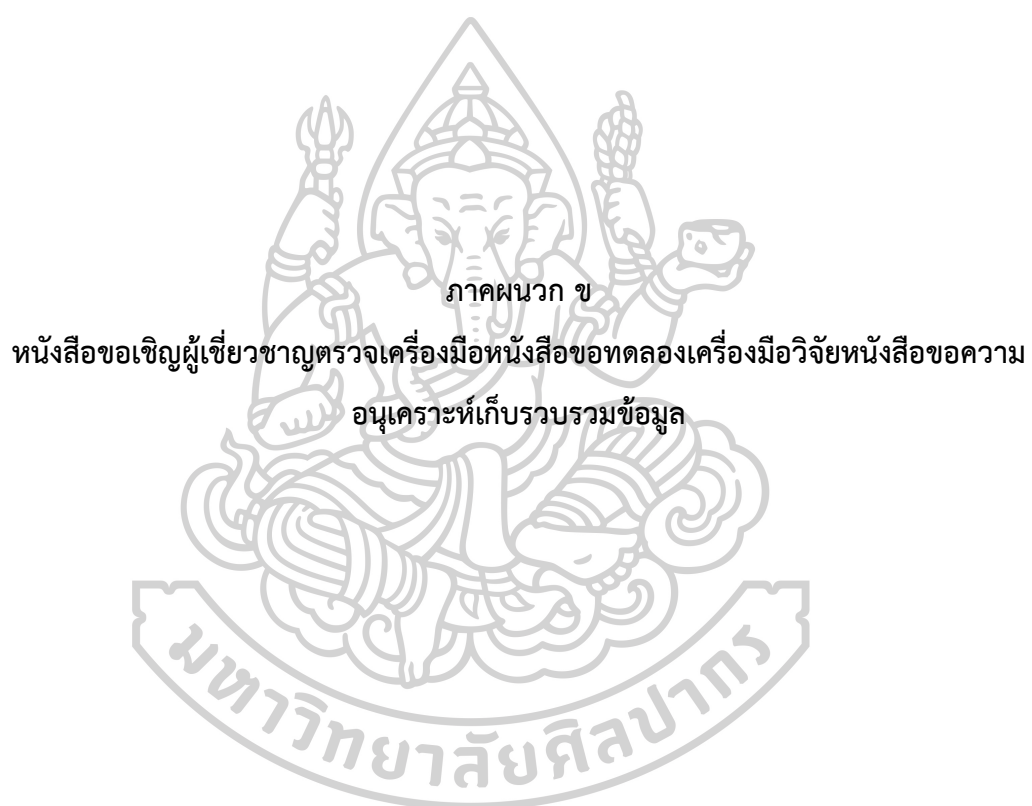 ภาคผนวก ข
หนังสือขอเชิญผู้เชี่ยวชาญตรวจเครื่องมือหนังสือขอทดลองเครื่องมือวิจัยหนังสือขอความ
อนุเคราะห์เก็บรวบรวมข้อมูล
มหาวิทยาลัยศิลปากร